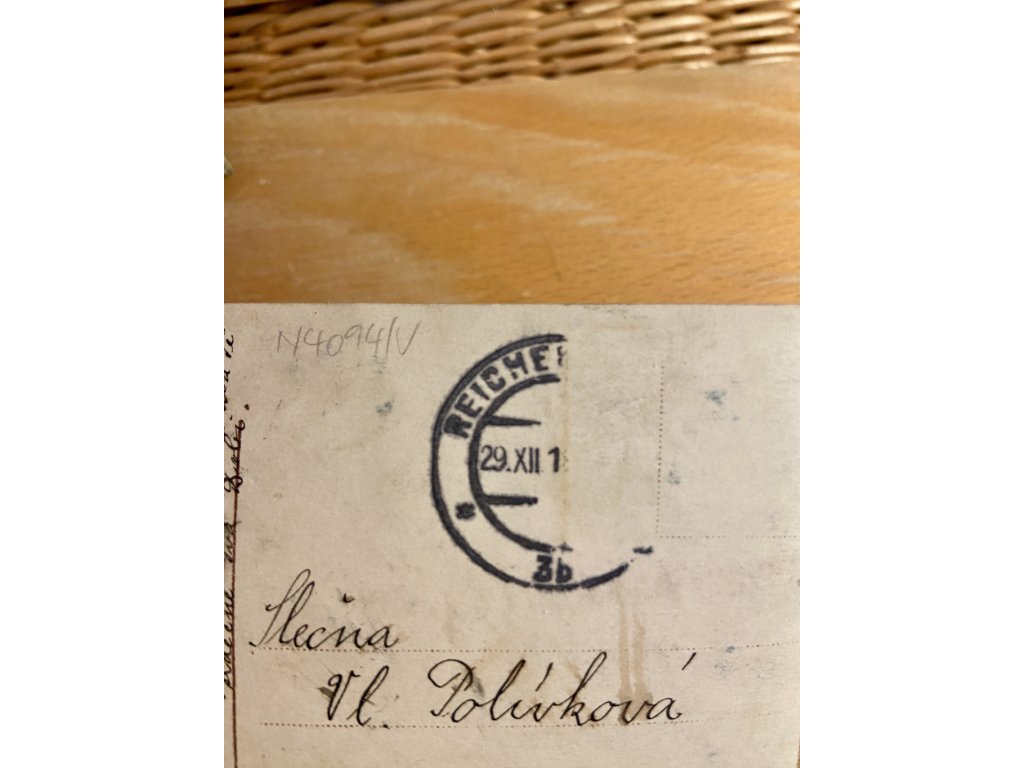 N4094/V
REICHE
29.XII 1
3b
Slečna
Vl. Polívková